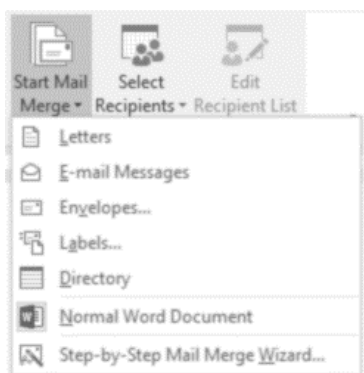 Start Mail Select Edit
Merge Recipients Recipient List
Letters
E-mail Messages
Envelopes...
Labels...
Directory
Normal Word Document
Step-by-Step Mail Merge Wizard...